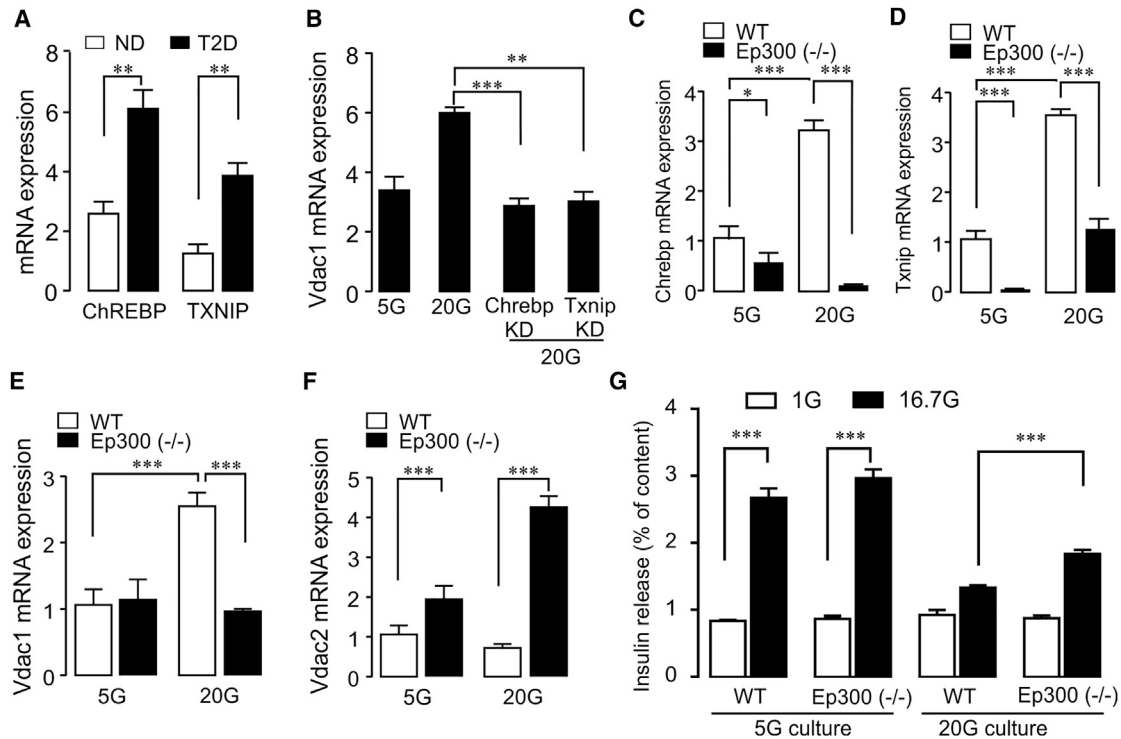 A
ND T2D
**
**
mRNA expression
8
6
4
2
0
ChREBP TXNIP
B
Vdac1 mRNA expression
8
6
4
2
0
**
***
5G 20G Chrebp Txnip
KD KD
20G
C
WT
Ep300 (-/-)
***
***
*
Chrebp mRNA expression
4
3
2
1
0
5G 20G
D
WT
Ep300 (-/-)
***
***
***
Txnip mRNA expression
4
3
2
1
0
5G 20G
E
WT
Ep300 (-/-)
***
***
Vdac1 mRNA expression
3
2
1
0
5G 20G
F
WT
Ep300 (-/-)
***
***
Vdac2 mRNA expression
5
4
3
2
1
0
5G 20G
G
1G 16.7G
***
***
***
Insulin release (% of content)
4
3
2
1
0
WT Ep300 (-/-) WT Ep300 (-/-)
5G culture 20G culture